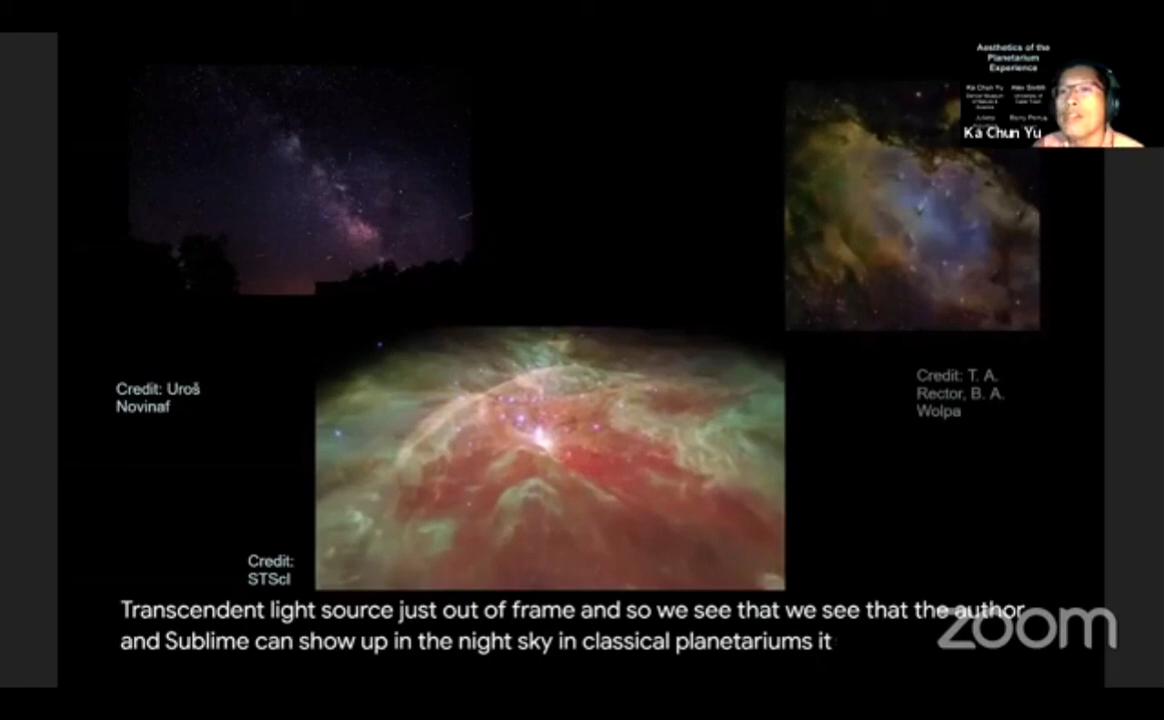 Aesthetics of the
Planetarium
Experience
Ka Chun Yu
Ka Chun Yu
Credit: Uroš
Novinaf
Credit: T. A.
Rector, B. A.
Wolpa
Credit:
STScI
Transcendent light source just out of frame and so we see that we see that the author
and Sublime can show up in the night sky in classical planetariums it
zoom